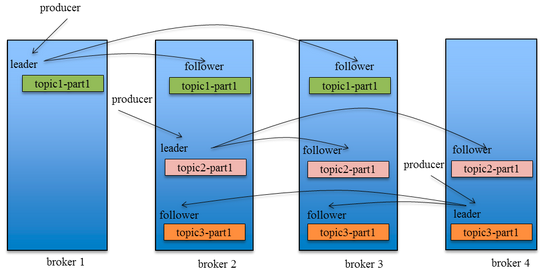 producer
leader
follower
follower
topic1-part1
topic1-part1
topic1-part1
producer
leader
follower
follower
topic2-part1
topic2-part1
topic2-part1
producer
follower
follower
leader
topic3-part1
topic3-part1
topic3-part1
broker 1
broker 2
broker 3
broker 4